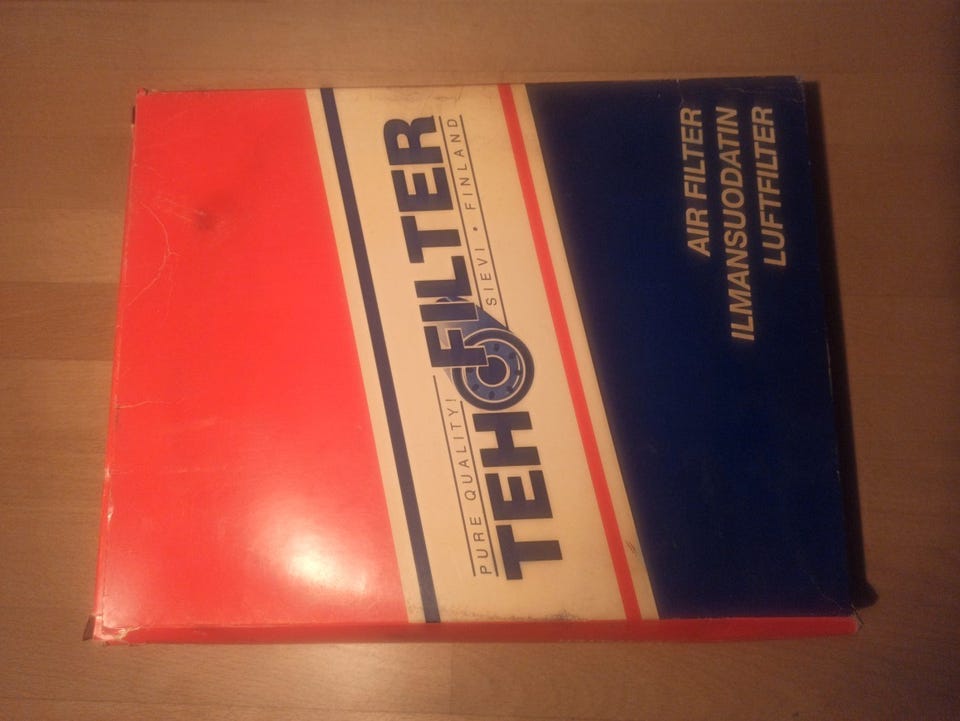 PURE QUALITY!
TEHOFILTER
SIEVI • FINLAND
AIR FILTER
ILMANSUODATIN
LUFTFILTER